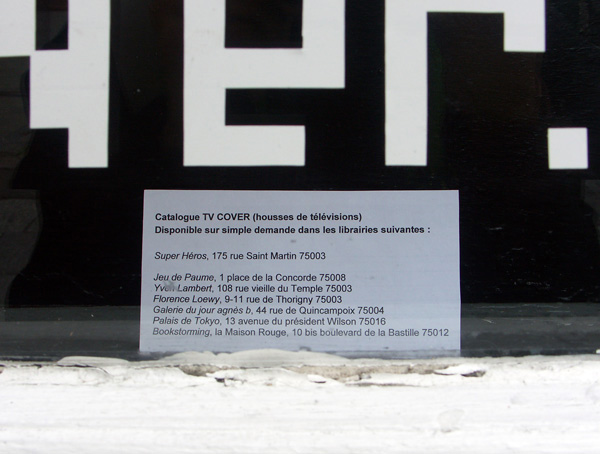 er.
Catalogue TV COVER (housses de télévisions)
Disponible sur simple demande dans les librairies suivantes :
Super Héros, 175 rue Saint Martin 75003
Jeu de Paume, 1 place de la Concorde 75008
Yvon Lambert, 108 rue vieille du Temple 75003
Florence Loewy, 9-11 rue de Thorigny 75003
Galerie du jour agnès b, 44 rue de Quincampoix 75004
Palais de Tokyo, 13 avenue du président Wilson 75016
Bookstorming, la Maison Rouge, 10 bis boulevard de la Bastille 75012